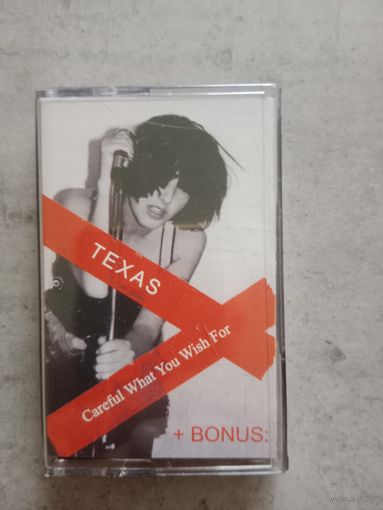 TEXAS
Careful What You Wish For
+ BONUS: